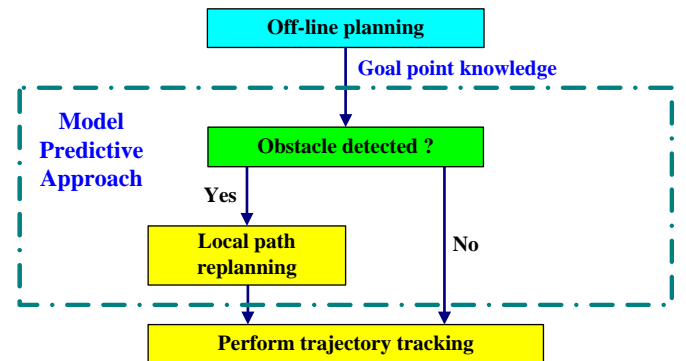 Off-line planning
Goal point knowledge
Model
Predictive
Approach
Obstacle detected ?
Yes
No
Local path
replanning
Perform trajectory tracking